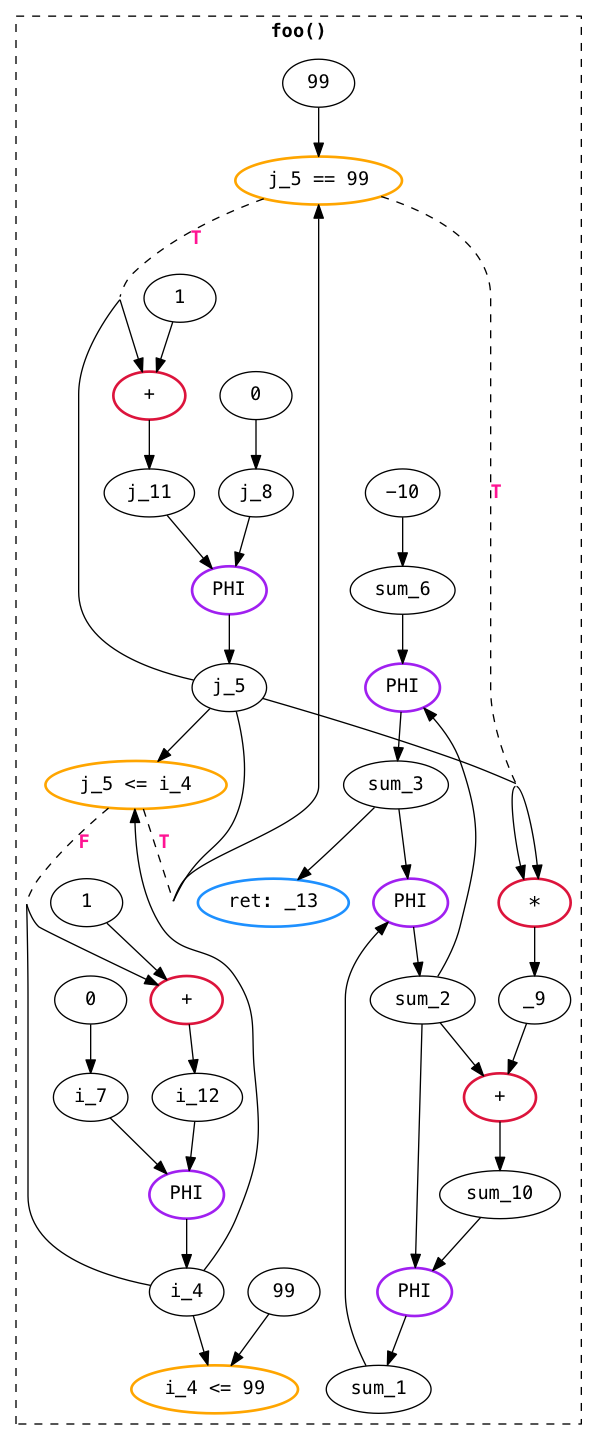 foo()
99
j_5 == 99
T
1
+
0
j_11
j_8
−10
T
PHI
sum_6
j_5
PHI
j_5 <= i_4
sum_3
F
T
1
ret: _13
PHI
*
0
+
sum_2
_9
i_7
i_12
+
PHI
sum_10
i_4
99
PHI
i_4 <= 99
sum_1